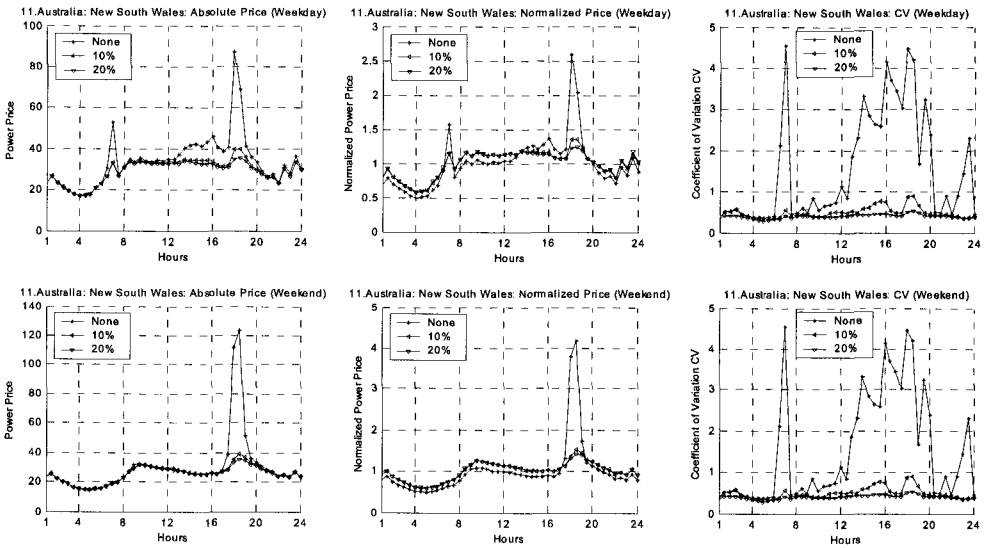 11.Australia: New South Wales: Absolute Price (Weekday)
Power Price
100
80
60
40
20
0
None
10%
20%
1 4 8 12 16 20 24
Hours
11.Australia: New South Wales: Normalized Price (Weekday)
Normalized Power Price
3
2.5
2
1.5
1
0.5
0
None
10%
20%
1 4 8 12 16 20 24
Hours
11.Australia: New South Wales: CV (Weekday)
Coefficient of Variation CV
5
4
3
2
1
0
None
10%
20%
1 4 8 12 16 20 24
Hours
11.Australia: New South Wales: Absolute Price (Weekend)
Power Price
140
120
100
80
60
40
20
0
None
10%
20%
1 4 8 12 16 20 24
Hours
11.Australia: New South Wales: Normalized Price (Weekend)
Normalized Power Price
5
4
3
2
1
0
None
10%
20%
1 4 8 12 16 20 24
Hours
11.Australia: New South Wales: CV (Weekend)
Coefficient of Variation CV
5
4
3
2
1
0
None
10%
20%
1 4 8 12 16 20 24
Hours